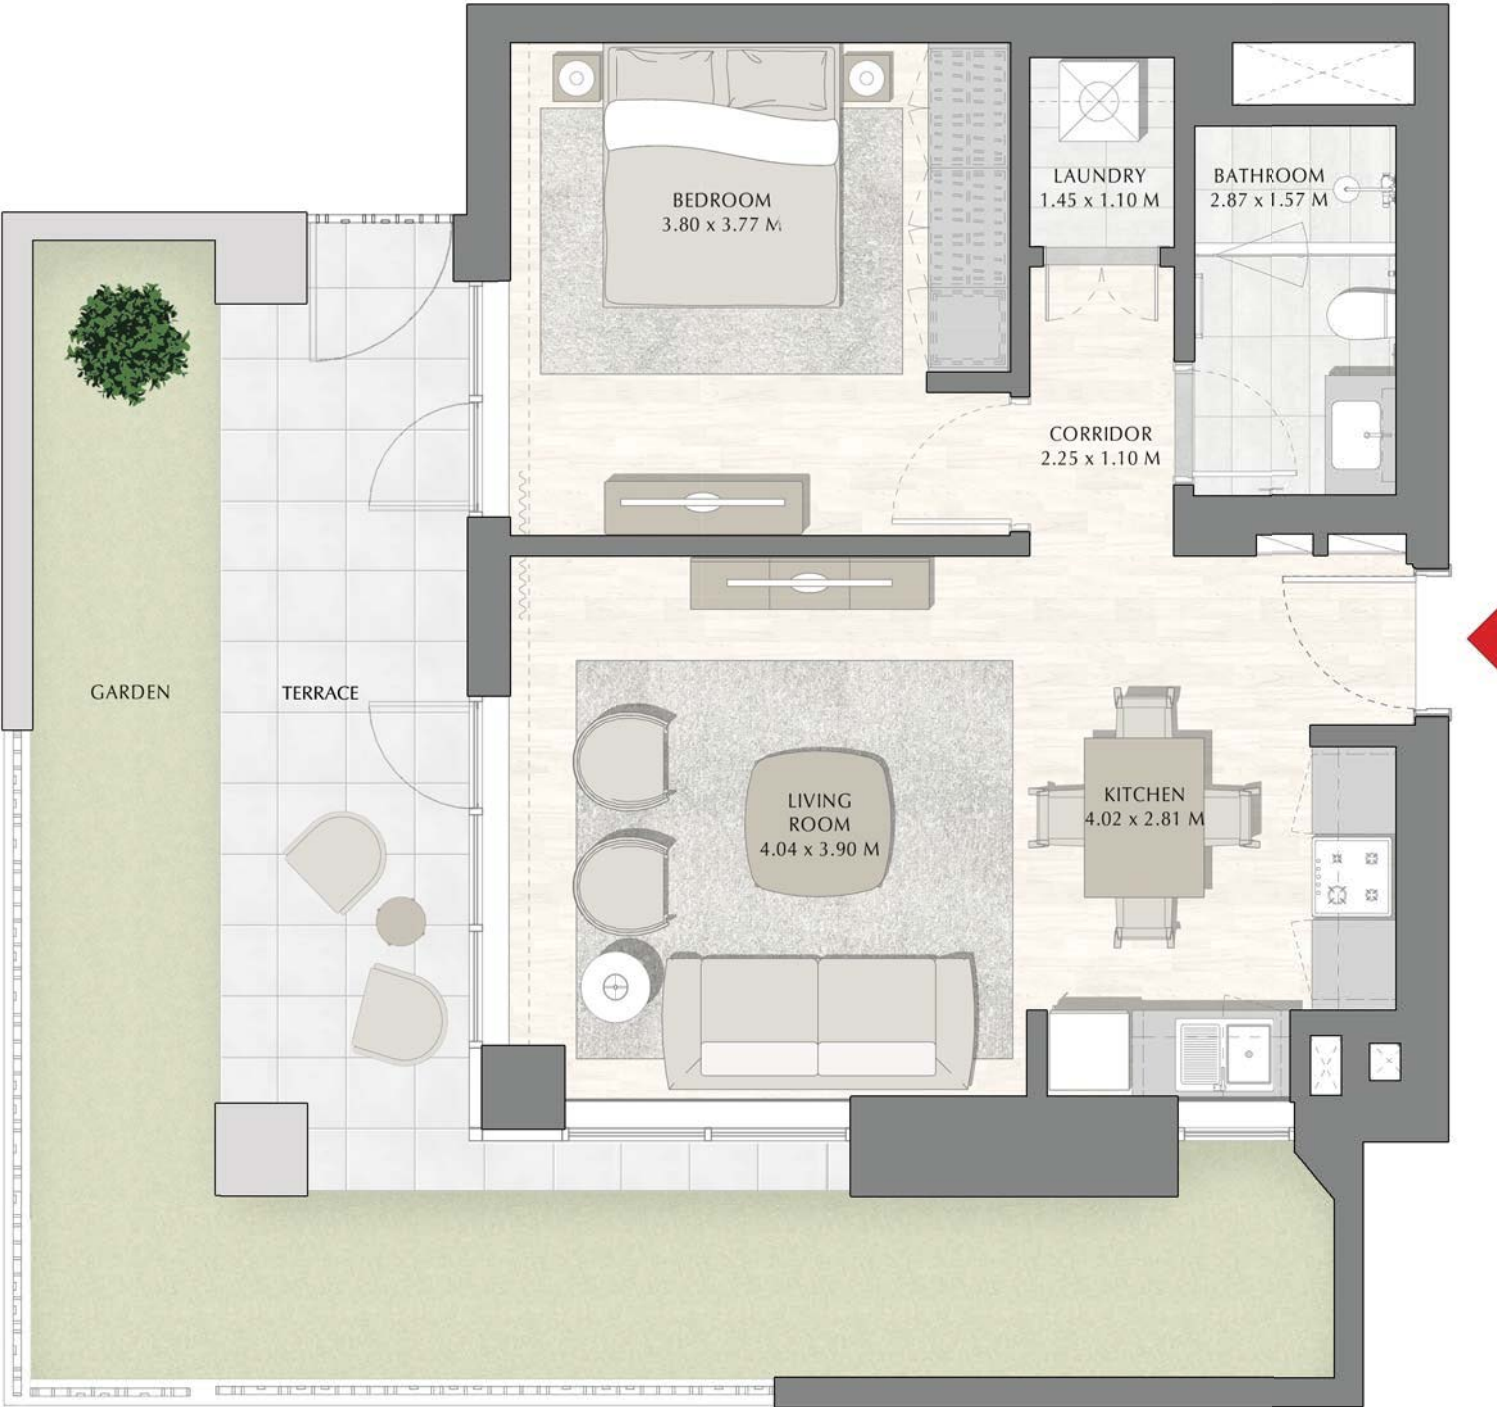 BEDROOM
3.80 x 3.77 M
LAUNDRY
1.45 x 1.10 M
BATHROOM
2.87 x 1.57 M
CORRIDOR
2.25 x 1.10 M
GARDEN
TERRACE
LIVING
ROOM
4.04 x 3.90 M
KITCHEN
4.02 x 2.81 M